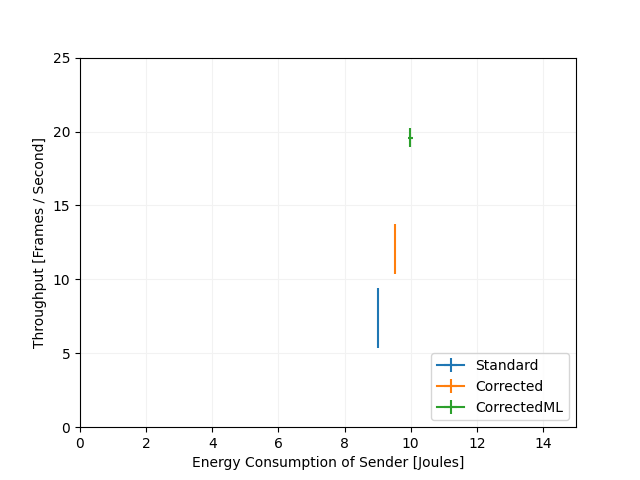 25
20
15
10
5
0
Throughput [Frames / Second]
0 2 4 6 8 10 12 14
Energy Consumption of Sender [Joules]
Standard
Corrected
CorrectedML